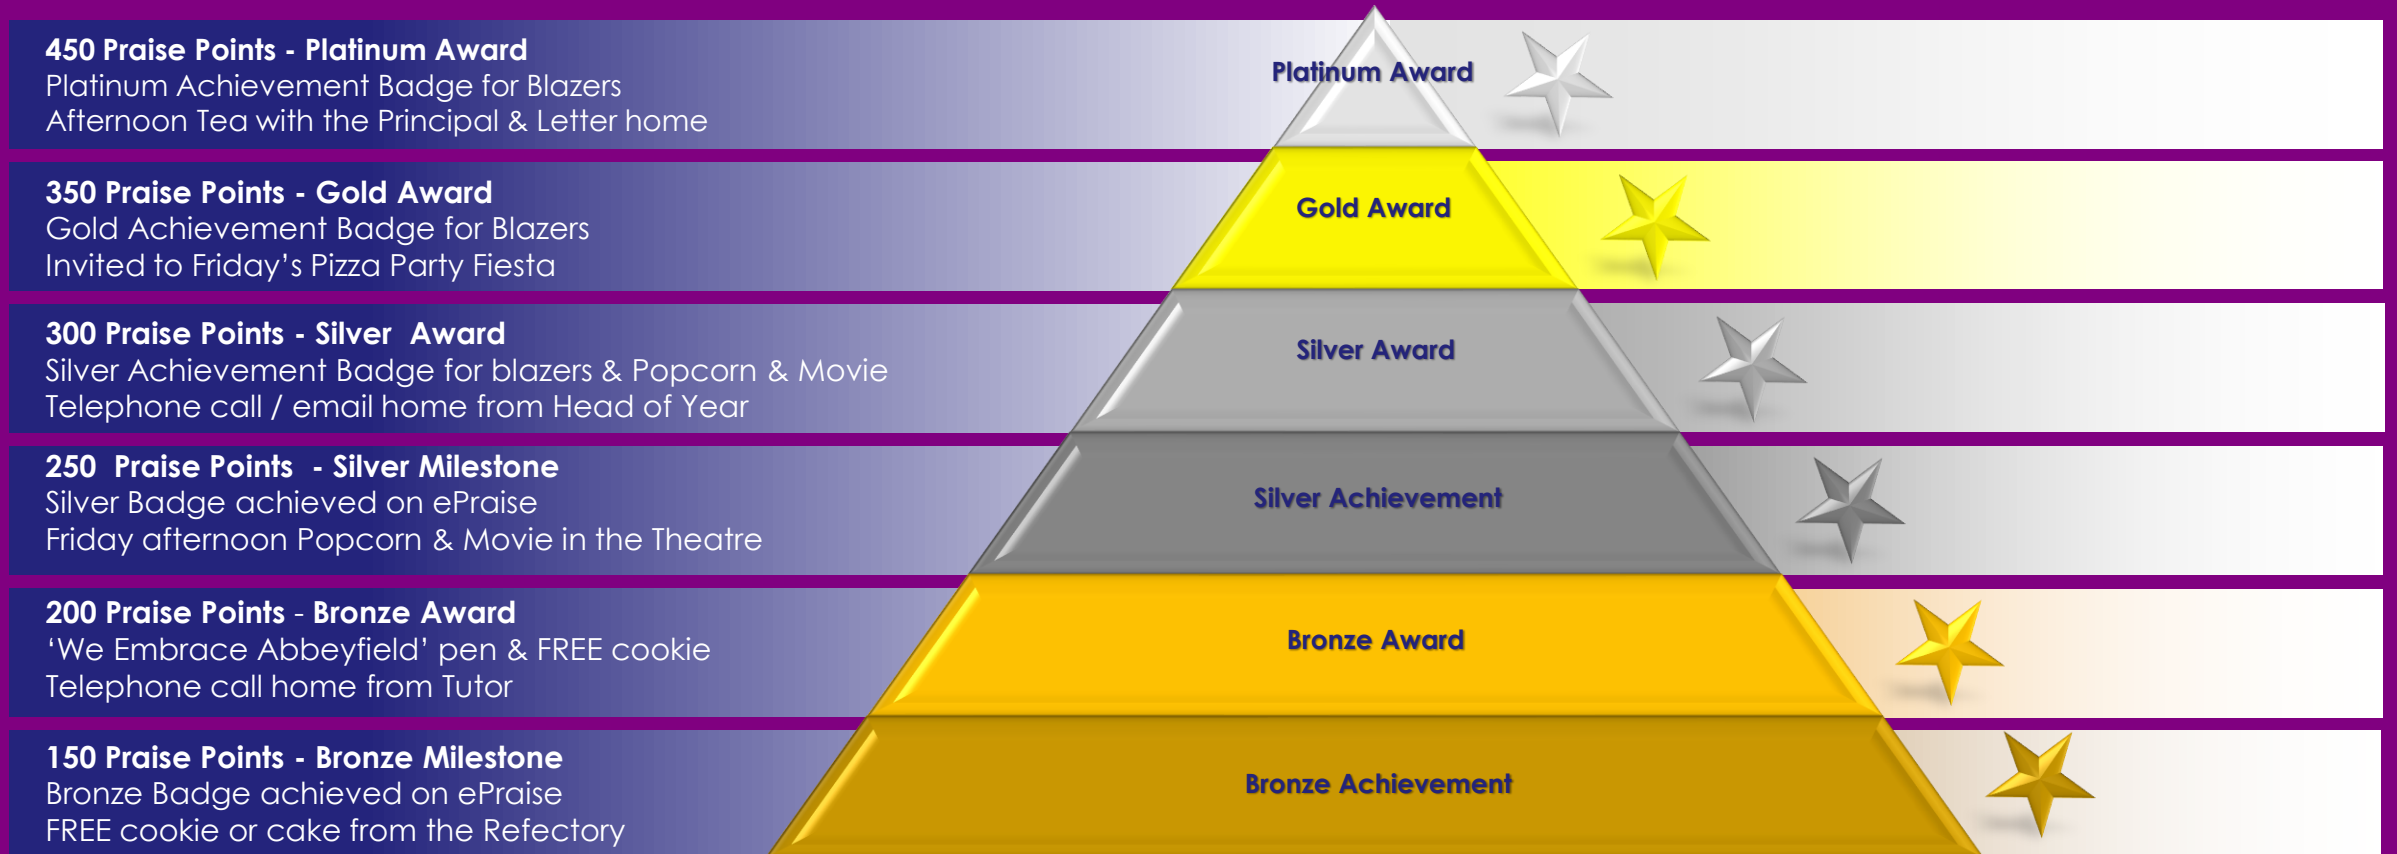 450 Praise Points - Platinum Award
Platinum Achievement Badge for Blazers
Afternoon Tea with the Principal & Letter home
Platinum Award
350 Praise Points - Gold Award
Gold Achievement Badge for Blazers
Invited to Friday’s Pizza Party Fiesta
Gold Award
300 Praise Points - Silver  Award
Silver Achievement Badge for blazers & Popcorn & Movie
Telephone call / email home from Head of Year
Silver Award
250  Praise Points  - Silver Milestone
Silver Badge achieved on ePraise
Friday afternoon Popcorn & Movie in the Theatre
Silver Achievement
200 Praise Points - Bronze Award
‘We Embrace Abbeyfield’ pen & FREE cookie
Telephone call home from Tutor
Bronze Award
150 Praise Points - Bronze Milestone
Bronze Badge achieved on ePraise
FREE cookie or cake from the Refectory
Bronze Achievement